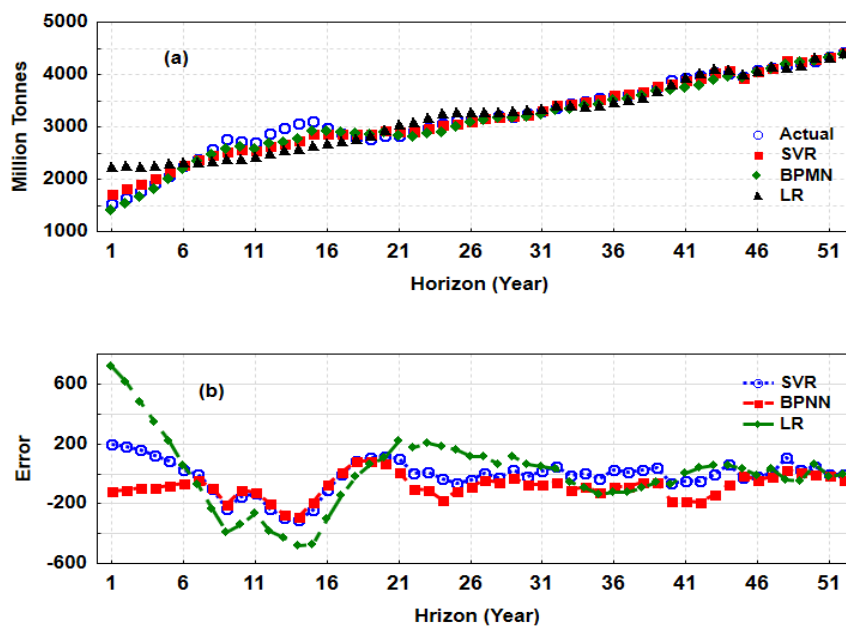 5000
4000
3000
2000
1000
Million Tonnes
(a)
Actual
SVR
BPMN
LR
1 6 11 16 21 26 31 36 41 46 51
Horizon (Year)
600
200
-200
-600
Error
(b)
SVR
BPNN
LR
1 6 11 16 21 26 31 36 41 46 51
Hrizon (Year)